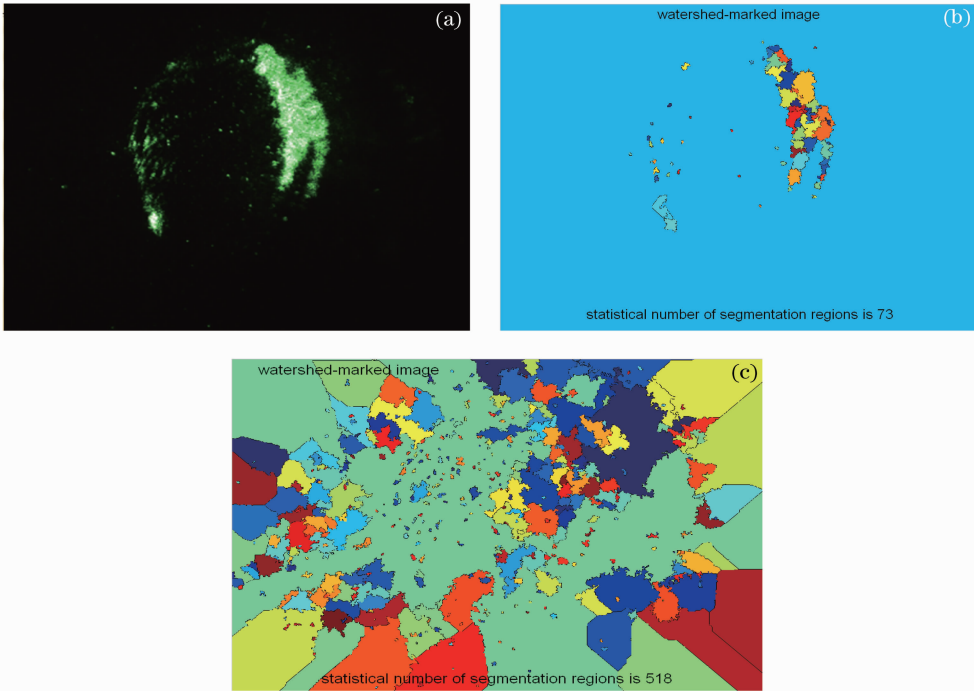 (a)
watershed-marked image
(b)
statistical number of segmentation regions is 73
watershed-marked image
(c)
statistical number of segmentation regions is 518